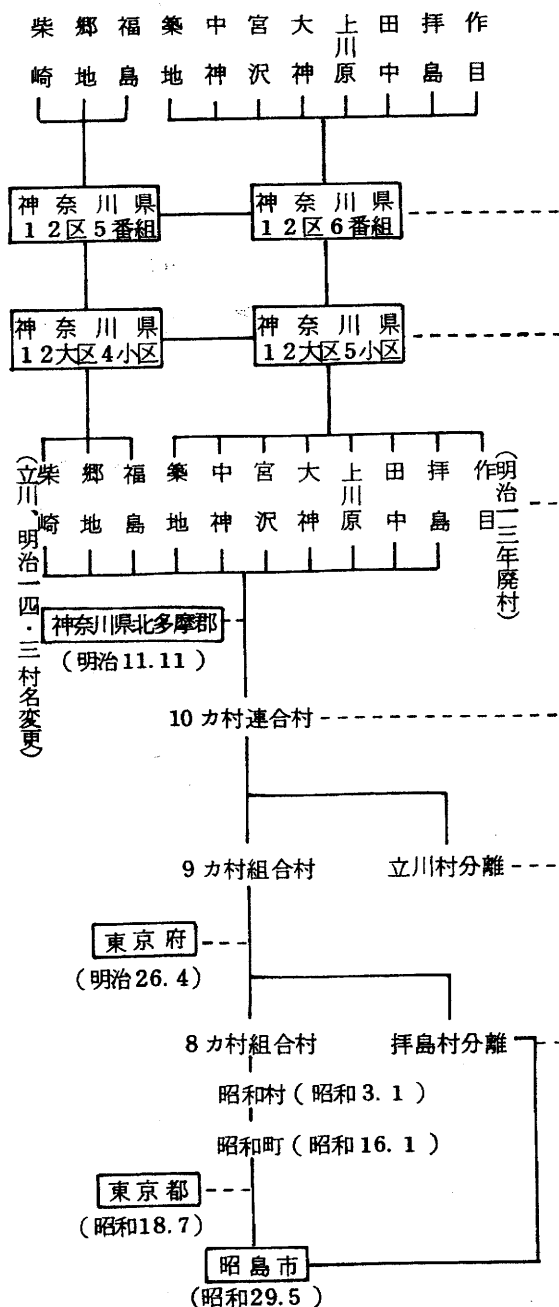 柴崎
郷地
福島
築地
中神
宮沢
大神
上川原
田中
拝島
作目
神奈川県
12区5番組
神奈川県
12区6番組
神奈川県
12大区4小区
神奈川県
12大区5小区
(立川、明治一四・三村名変更)
柴崎
郷地
福島
築地
中神
宮沢
大神
上川原
田中
拝島
作目
(明治一三年廃村)
神奈川県北多摩郡
(明治11.11)
10カ村連合村
9カ村組合村
立川村分離
東京府
(明治26.4)
8カ村組合村
拝島村分離
昭和村(昭和3.1)
昭和町(昭和16.1)
東京都
(昭和18.7)
昭島市
(昭和29.5)